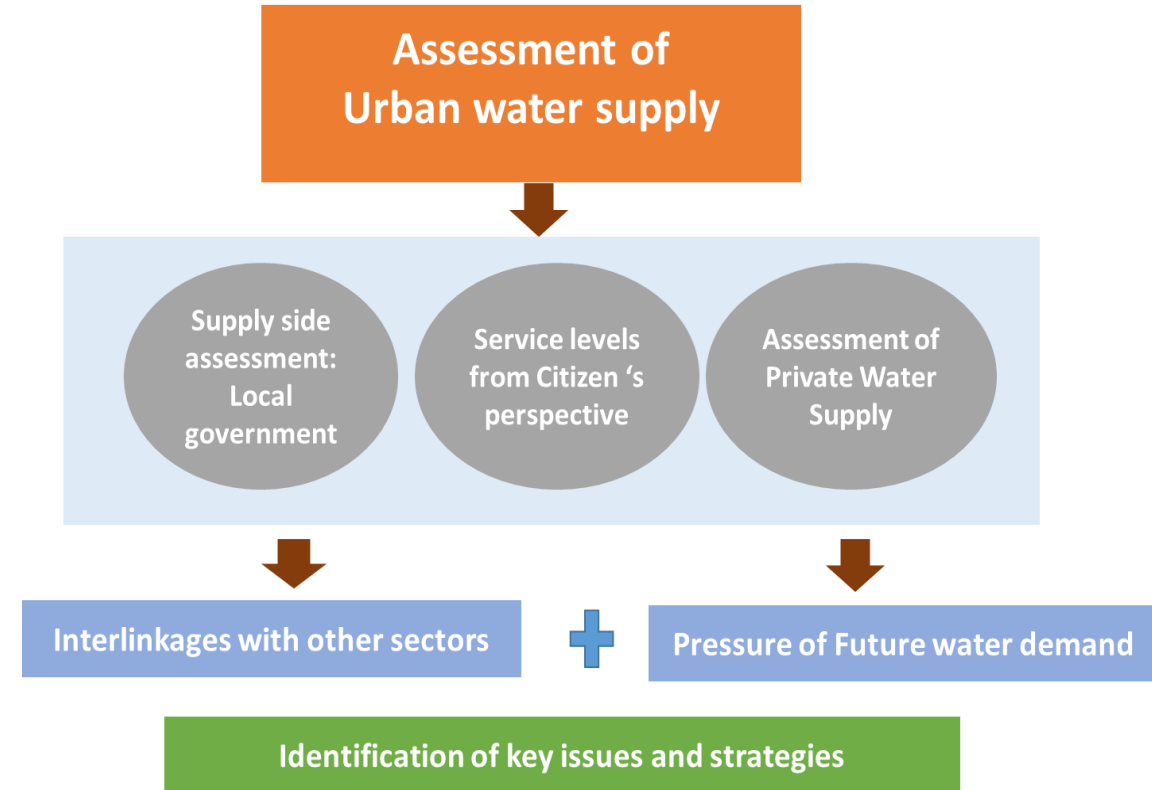 Assessment of
Urban water supply
Supply side
assessment:
Local
government
Service levels
from Citizen ‘s
perspective
Assessment of
Private Water
Supply
Interlinkages with other sectors
Pressure of Future water demand
Identification of key issues and strategies